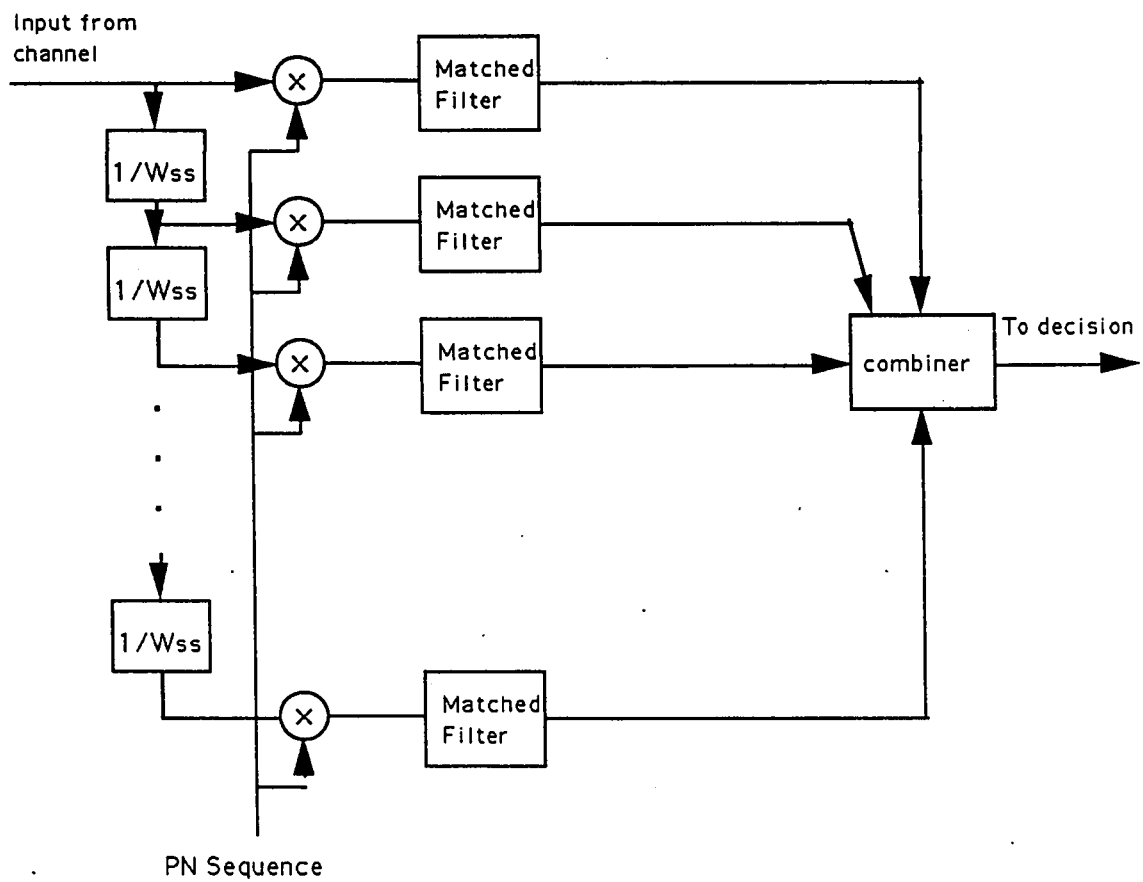 Input from
channel
×
Matched
Filter
1/Wss
×
Matched
Filter
1/Wss
×
Matched
Filter
combiner
To decision
1/Wss
×
Matched
Filter
PN Sequence